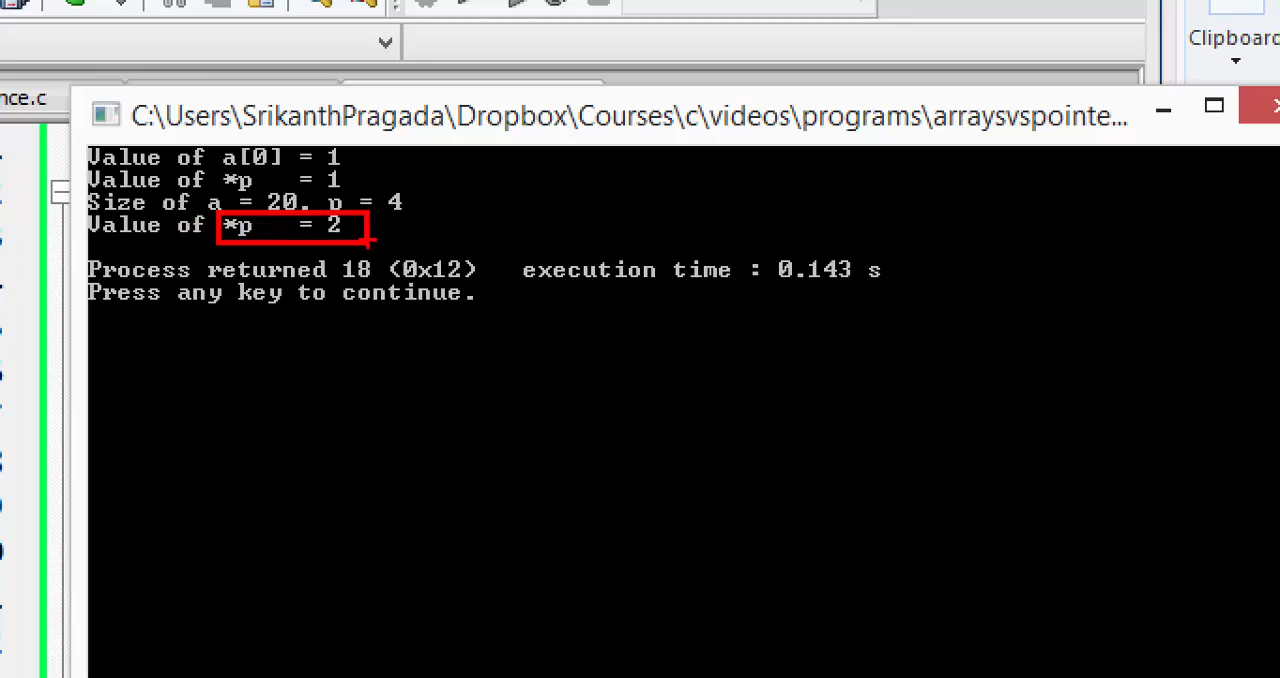 Clipboard
nce.c
C:\Users\SrikanthPragada\Dropbox\Courses\c\videos\programs\arraysvspointe...
Value of a[0] = 1
Value of *p   = 1
Size of a = 20, p = 4
Value of *p   = 2
Process returned 18 (0x12)   execution time : 0.143 s
Press any key to continue.